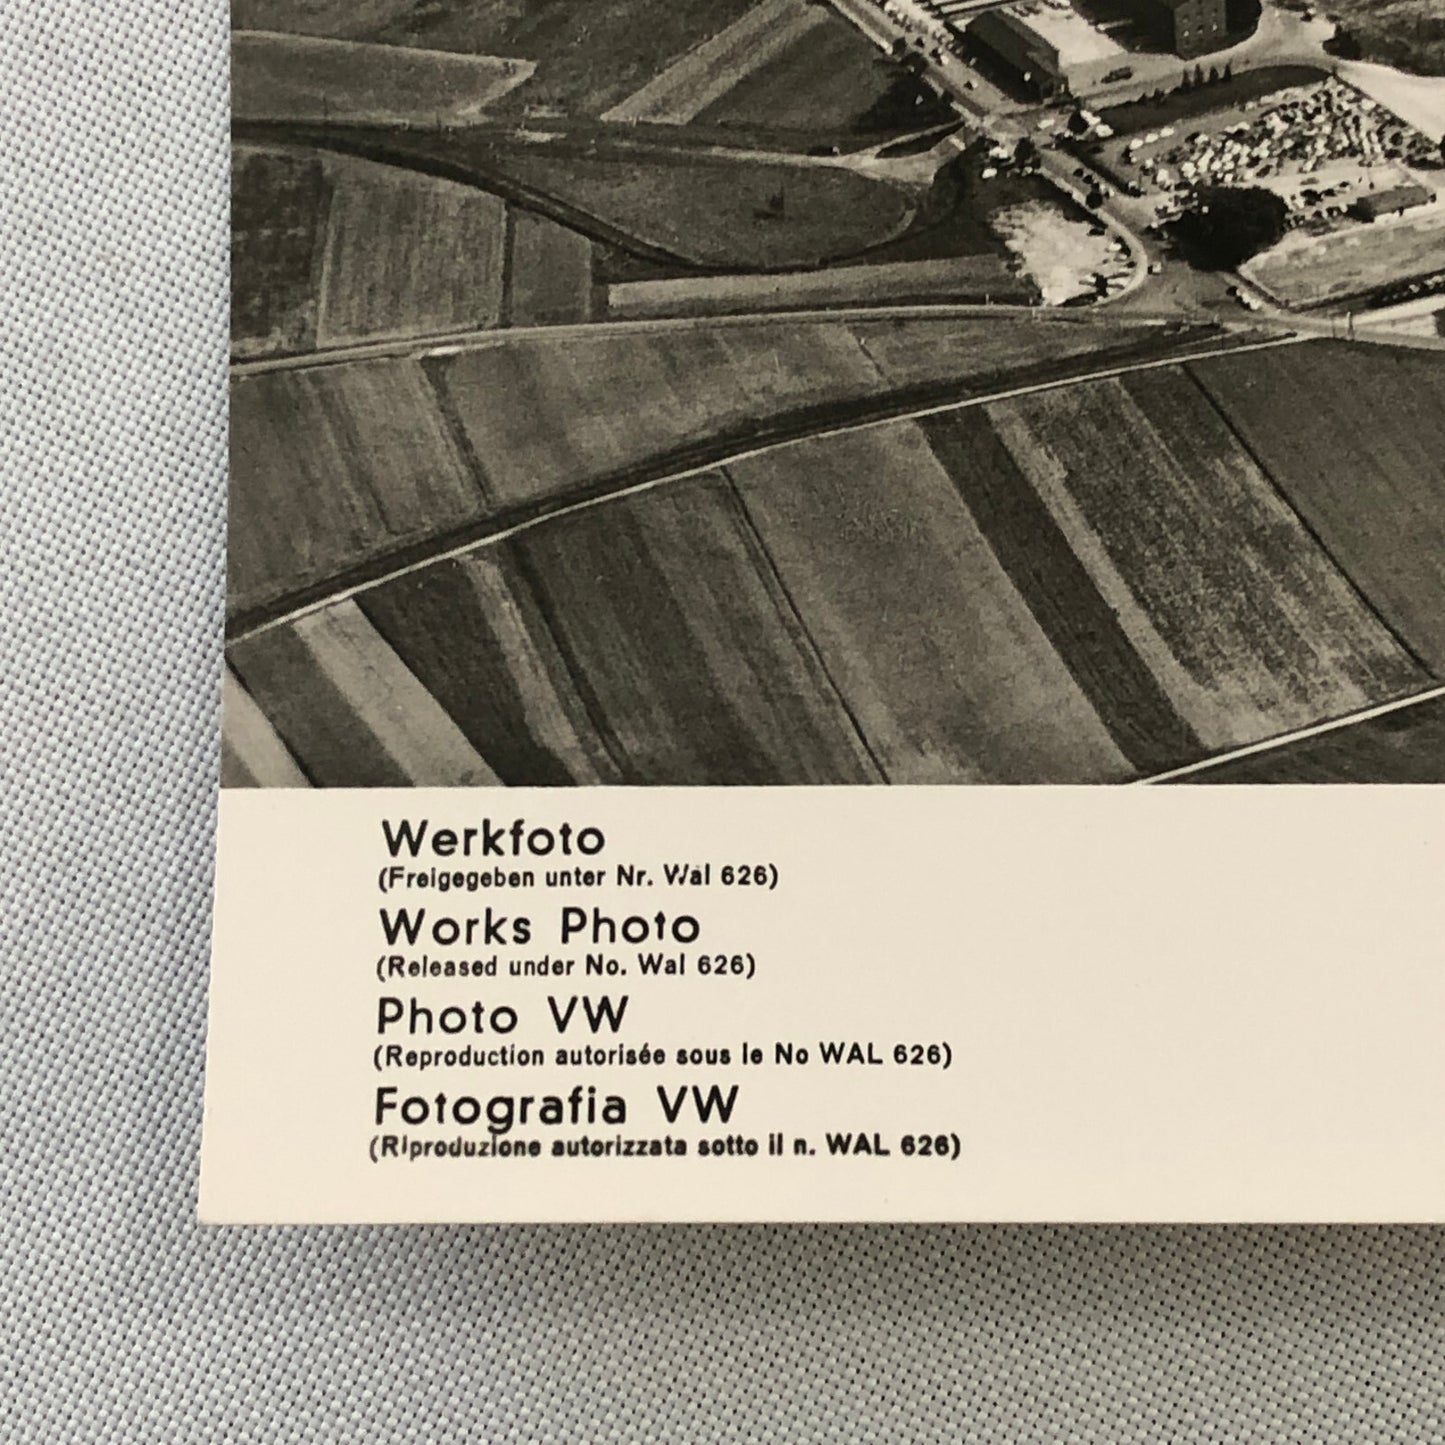 Werkfoto
(Freigegeben unter Nr. Wal 626)
Works Photo
(Released under No. Wal 626)
Photo VW
(Reproduction autorisée sous le No WAL 626)
Fotografia VW
(Riproduzione autorizzata sotto il n. WAL 626)